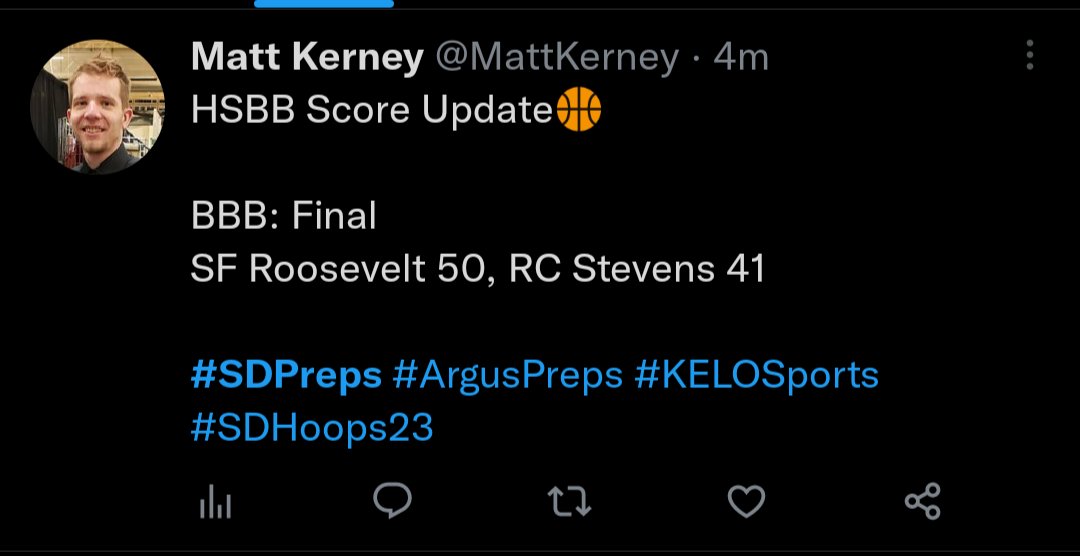 Matt Kerney @MattKerney · 4m
HSBB Score Update🏀
BBB: Final
SF Roosevelt 50, RC Stevens 41
#SDPreps #ArgusPreps #KELOSports
#SDHoops23